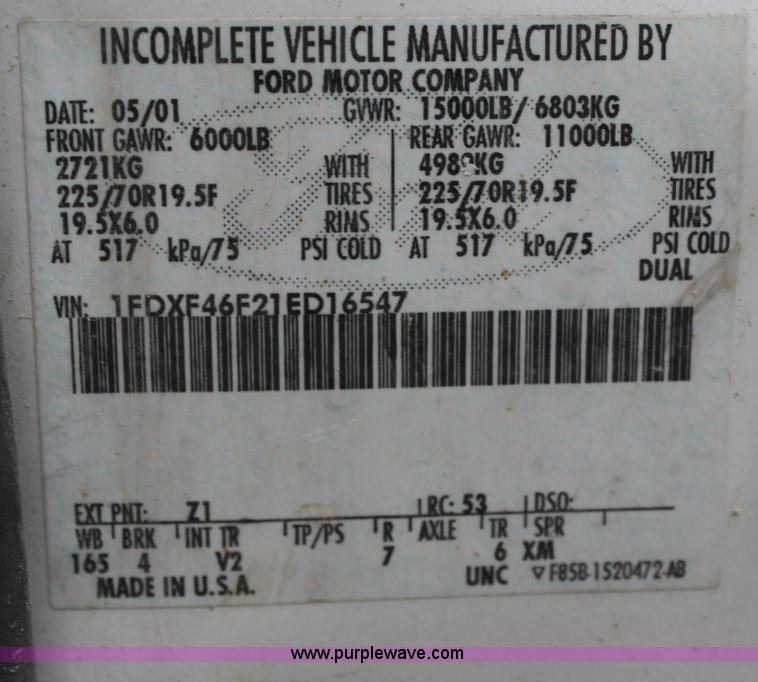 INCOMPLETE VEHICLE MANUFACTURED BY
FORD MOTOR COMPANY
DATE: 05/01 GVWR: 15000LB/ 6803KG
FRONT GAWR: 6000LB REAR GAWR: 11000LB
2721KG WITH 4989KG WITH
225/70R19.5F TIRES 225/70R19.5F TIRES
19.5X6.0 RIMS 19.5X6.0 RIMS
AT 517 kPa/75 PSI COLD AT 517 kPa/75 PSI COLD
DUAL
VIN: 1FDXF46F21ED16547
EXT PNT: Z1 RC: 53 DSO:
WB BRK INT TR TP/PS R AXLE TR SPR
165 4 V2 7 6 XM
MADE IN U.S.A. UNC F85B-1520472-AB
www.purplewave.com